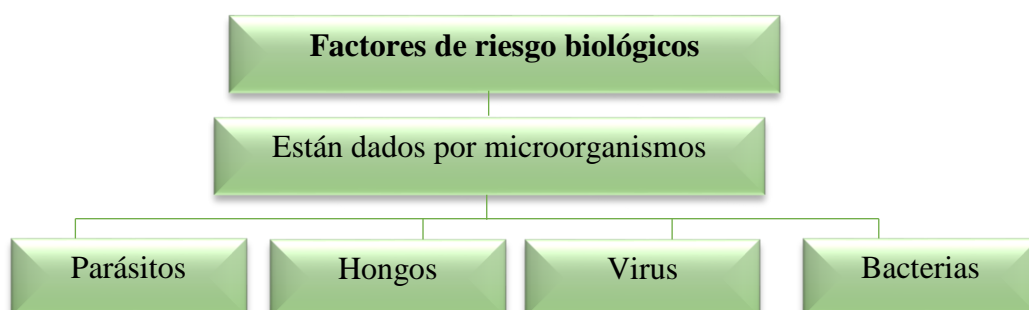 Factores de riesgo biológicos
Están dados por microorganismos
Parásitos
Hongos
Virus
Bacterias